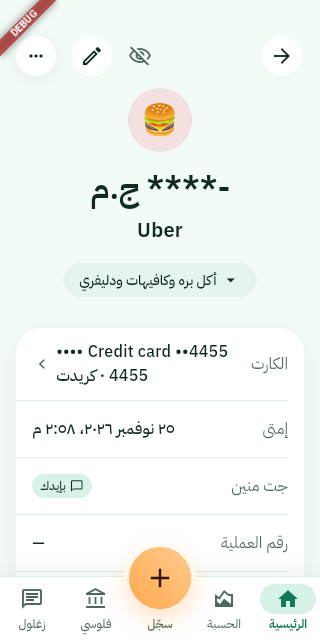 DEBUG
-**** ج.م
Uber
أكل بره وكافيهات ودليفري
الكارت
•••• Credit card ••4455
كريدت · 4455
إمتى
٢٥ نوفمبر ٢٠٢٦، ٢:٥٨ م
جت منين
بإيدك
رقم العملية
—
الرئيسية
الحسبة
سجّل
فلوسي
زغلول